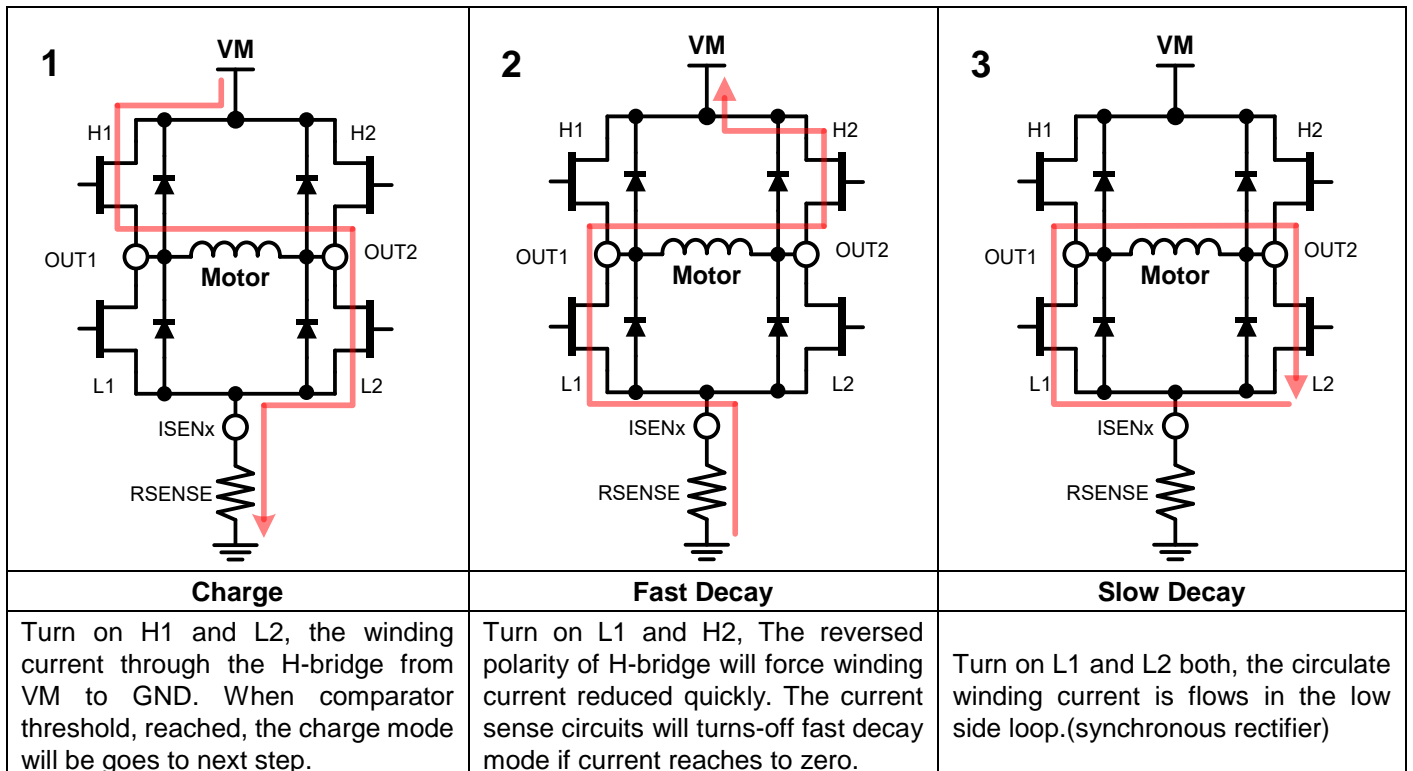 1
VM
H1
H2
OUT1
OUT2
Motor
L1
L2
ISENx
RSENSE
2
VM
H1
H2
OUT1
OUT2
Motor
L1
L2
ISENx
RSENSE
3
VM
H1
H2
OUT1
OUT2
Motor
L1
L2
ISENx
RSENSE
Charge
Fast Decay
Slow Decay
Turn on H1 and L2, the winding
current through the H-bridge from
VM to GND. When comparator
threshold, reached, the charge mode
will be goes to next step.
Turn on L1 and H2, The reversed
polarity of H-bridge will force winding
current reduced quickly. The current
sense circuits will turns-off fast decay
mode if current reaches to zero.
Turn on L1 and L2 both, the circulate
winding current is flows in the low
side loop.(synchronous rectifier)